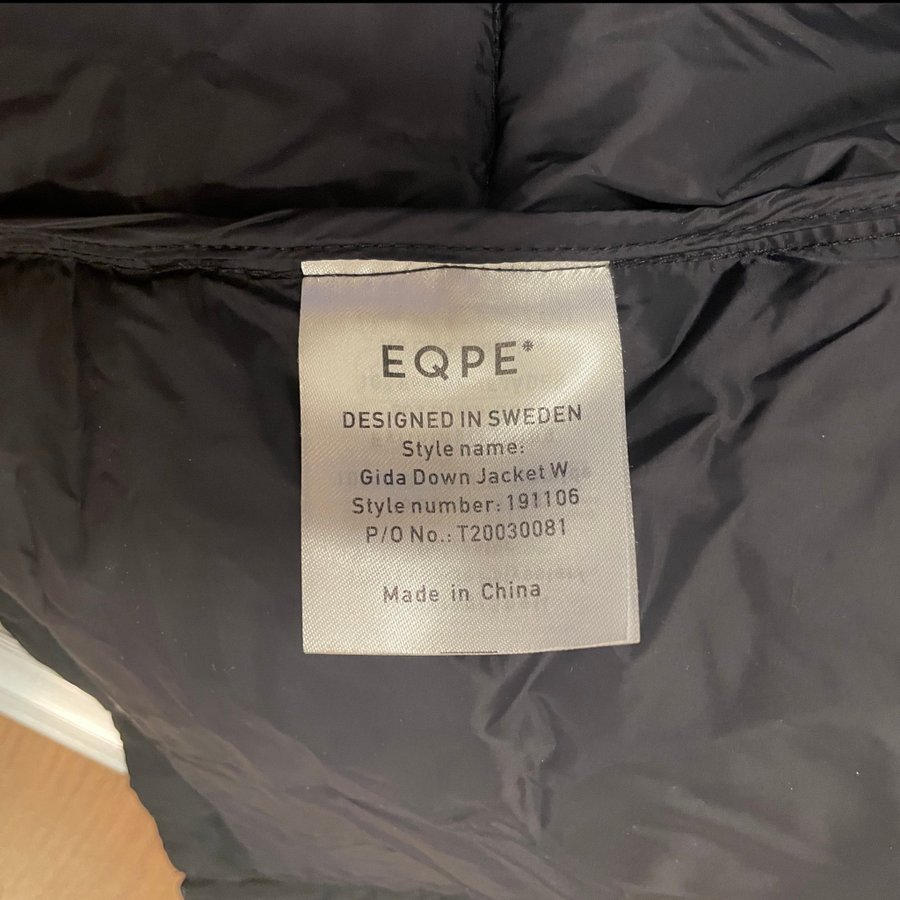 EQPE*
DESIGNED IN SWEDEN
Style name:
Gida Down Jacket W
Style number: 191106
P/O No.: T20030081
Made in China